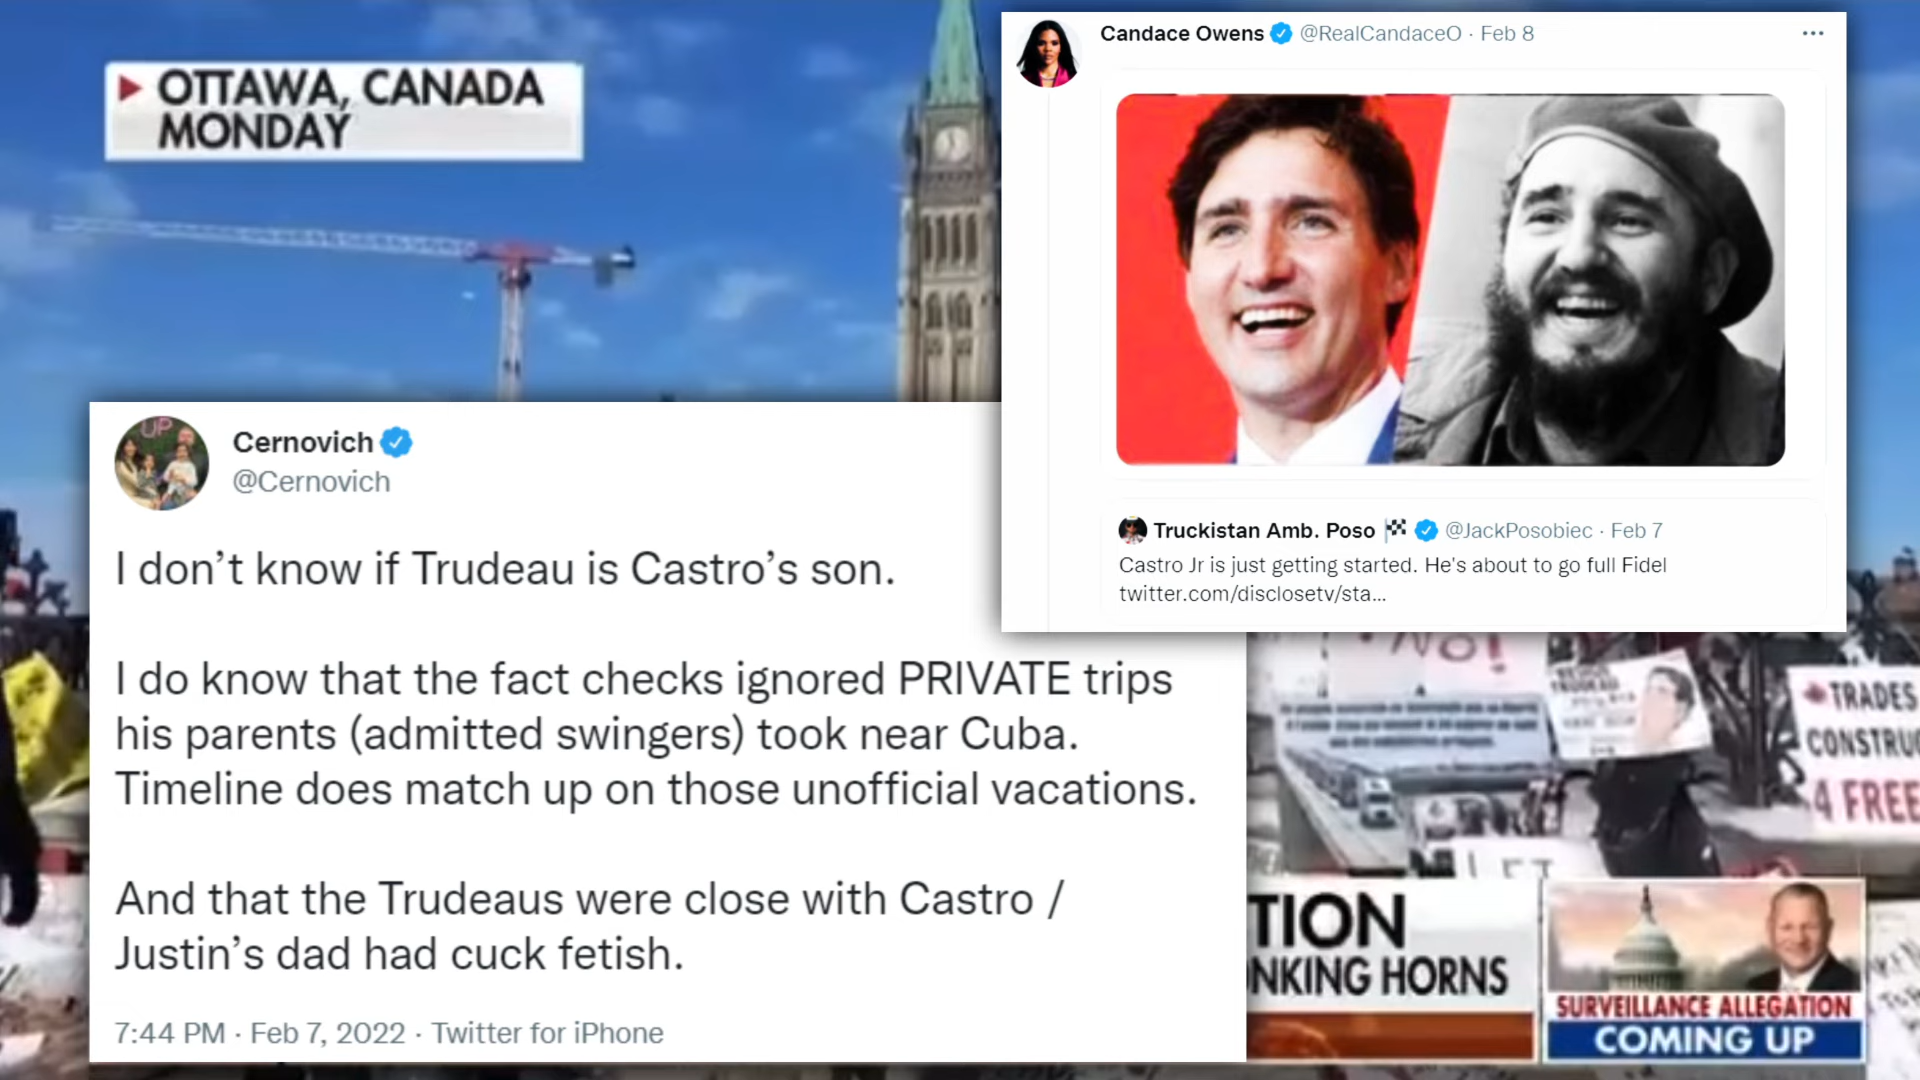 OTTAWA, CANADA
MONDAY
Candace Owens @RealCandaceO · Feb 8
Truckistan Amb. Poso @JackPosobiec · Feb 7
Castro Jr is just getting started. He's about to go full Fidel
twitter.com/disclosetv/sta...
UP
Cernovich
@Cernovich
I don't know if Trudeau is Castro's son.
I do know that the fact checks ignored PRIVATE trips
his parents (admitted swingers) took near Cuba.
Timeline does match up on those unofficial vacations.
And that the Trudeaus were close with Castro /
Justin's dad had cuck fetish.
7:44 PM · Feb 7, 2022 · Twitter for iPhone
NO!
TRUDEAU
TRADES
CONSTRUC
4 FREE
LET
TION
NKING HORNS
SURVEILLANCE ALLEGATION
COMING UP